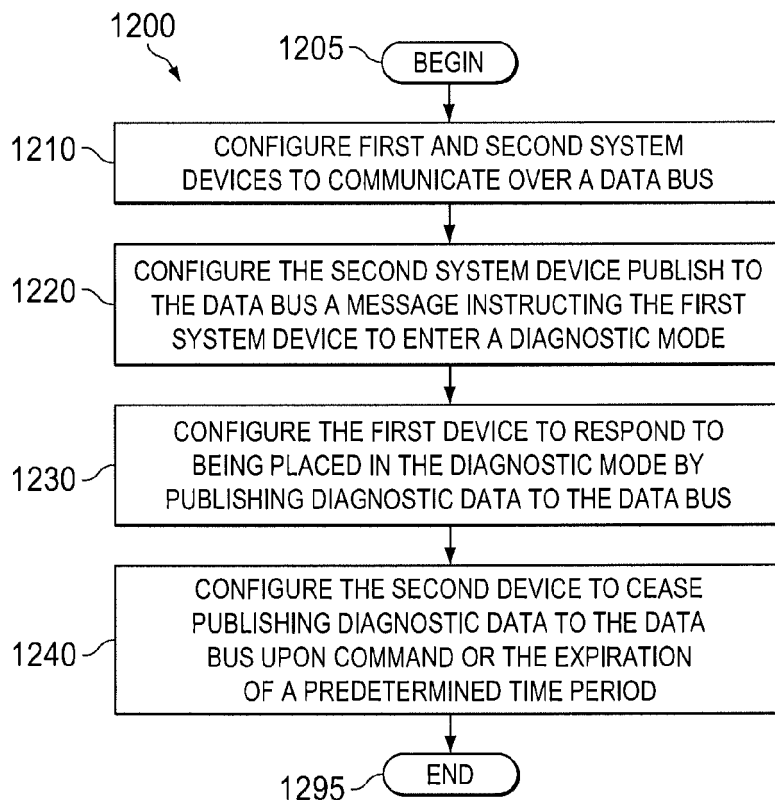 1200
1205
BEGIN
1210
CONFIGURE FIRST AND SECOND SYSTEM
DEVICES TO COMMUNICATE OVER A DATA BUS
1220
CONFIGURE THE SECOND SYSTEM DEVICE PUBLISH TO
THE DATA BUS A MESSAGE INSTRUCTING THE FIRST
SYSTEM DEVICE TO ENTER A DIAGNOSTIC MODE
1230
CONFIGURE THE FIRST DEVICE TO RESPOND TO
BEING PLACED IN THE DIAGNOSTIC MODE BY
PUBLISHING DIAGNOSTIC DATA TO THE DATA BUS
1240
CONFIGURE THE SECOND DEVICE TO CEASE
PUBLISHING DIAGNOSTIC DATA TO THE DATA
BUS UPON COMMAND OR THE EXPIRATION
OF A PREDETERMINED TIME PERIOD
1295
END